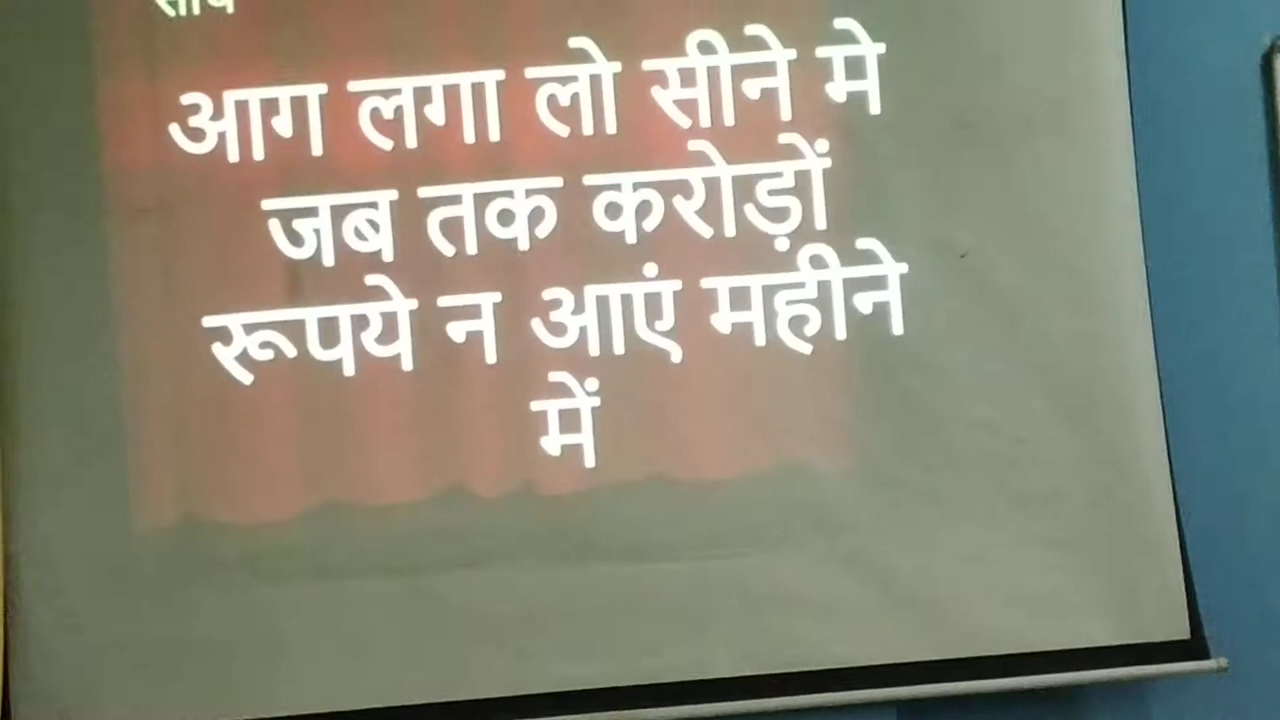 आग लगा लो सीने मे
जब तक करोड़ों
रूपये न आएं महीने
में